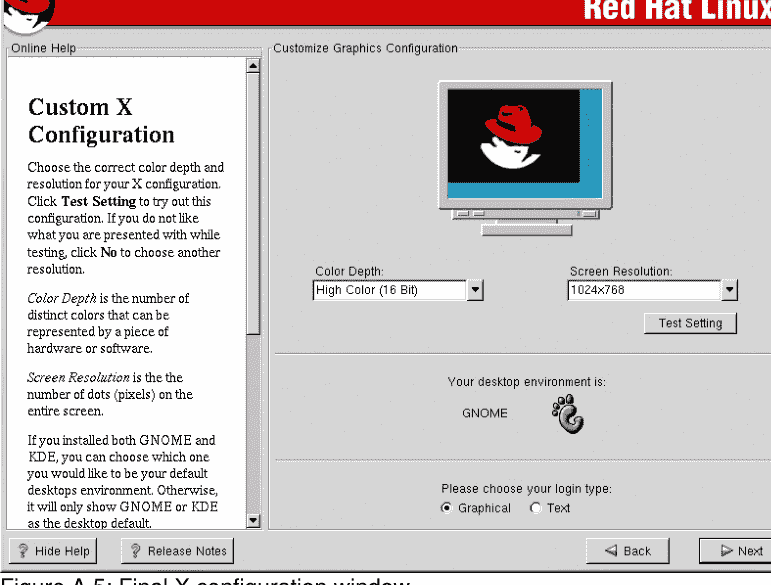 Red Hat Linux
Online Help
Custom X
Configuration
Choose the correct color depth and
resolution for your X configuration.
Click Test Setting to try out this
configuration. If you do not like
what you are presented with while
testing, click No to choose another
resolution.
Color Depth is the number of
distinct colors that can be
represented by a piece of
hardware or software.
Screen Resolution is the the
number of dots (pixels) on the
entire screen.
If you installed both GNOME and
KDE, you can choose which one
you would like to be your default
desktops environment. Otherwise,
it will only show GNOME or KDE
as the desktop default.
Customize Graphics Configuration
Color Depth:
High Color (16 Bit)
Screen Resolution:
1024x768
Test Setting
Your desktop environment is:
GNOME
Please choose your login type:
Graphical
Text
Hide Help
Release Notes
Back
Next
Figure A.5: Final X configuration window